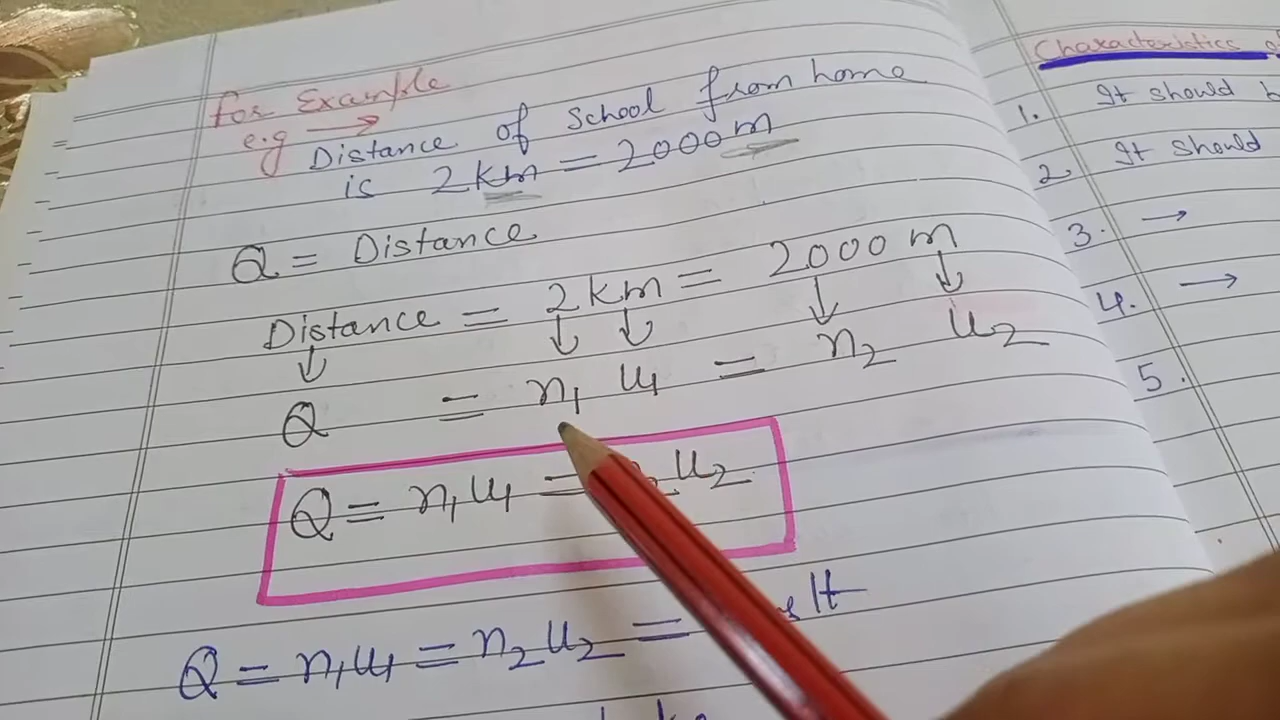 For Example
e.g → Distance of School from home
is 2km = 2000m
Q = Distance
Distance = 2km = 2000 m
↓ ↓ ↓ ↓ ↓
Q = n₁ u₁ = n₂ u₂
Q = n₁u₁ = ₂u₂
Q = n₁u₁ = n₂u₂ =
Characteristics
1. It should
2. It should
3. →
4. →
5.